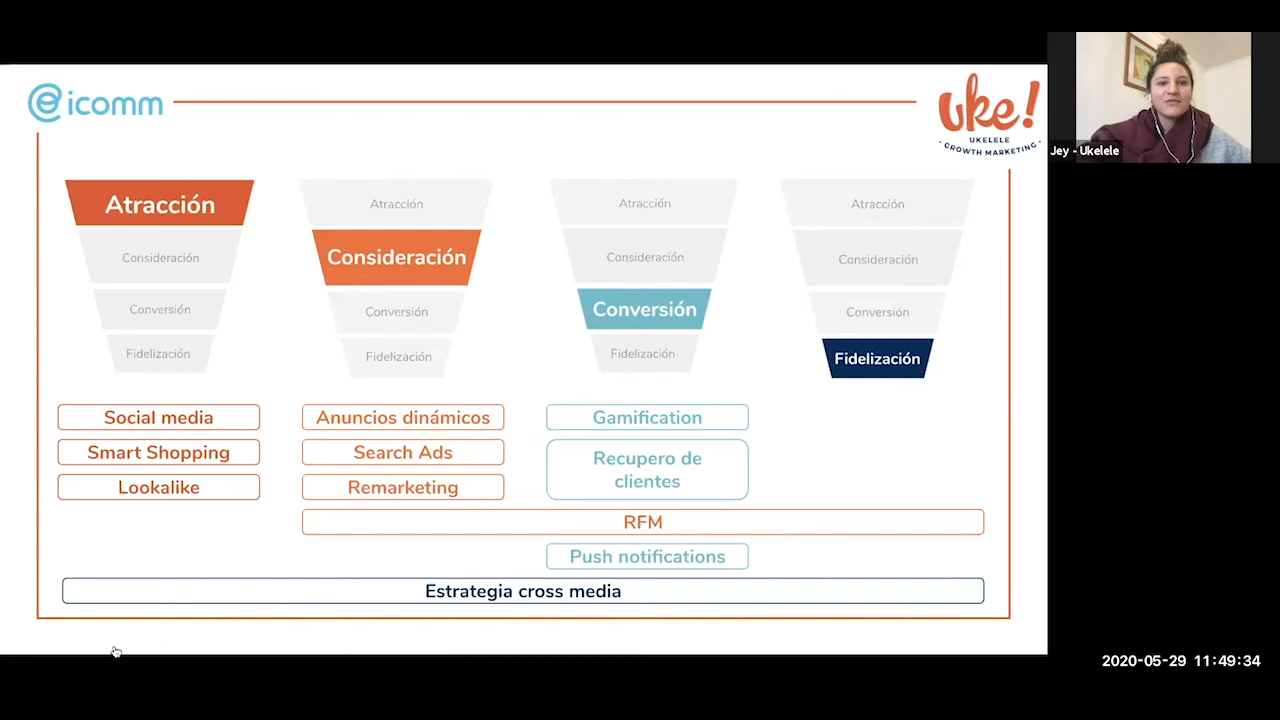 icomm
uke!
UKELELE
· GROWTH MARKETING ·
Jey - Ukelele
Atracción
Consideración
Conversión
Fidelización
Atracción
Consideración
Conversión
Fidelización
Atracción
Consideración
Conversión
Fidelización
Atracción
Consideración
Conversión
Fidelización
Social media
Smart Shopping
Lookalike
Anuncios dinámicos
Search Ads
Remarketing
Gamification
Recupero de
clientes
RFM
Push notifications
Estrategia cross media
2020-05-29 11:49:34